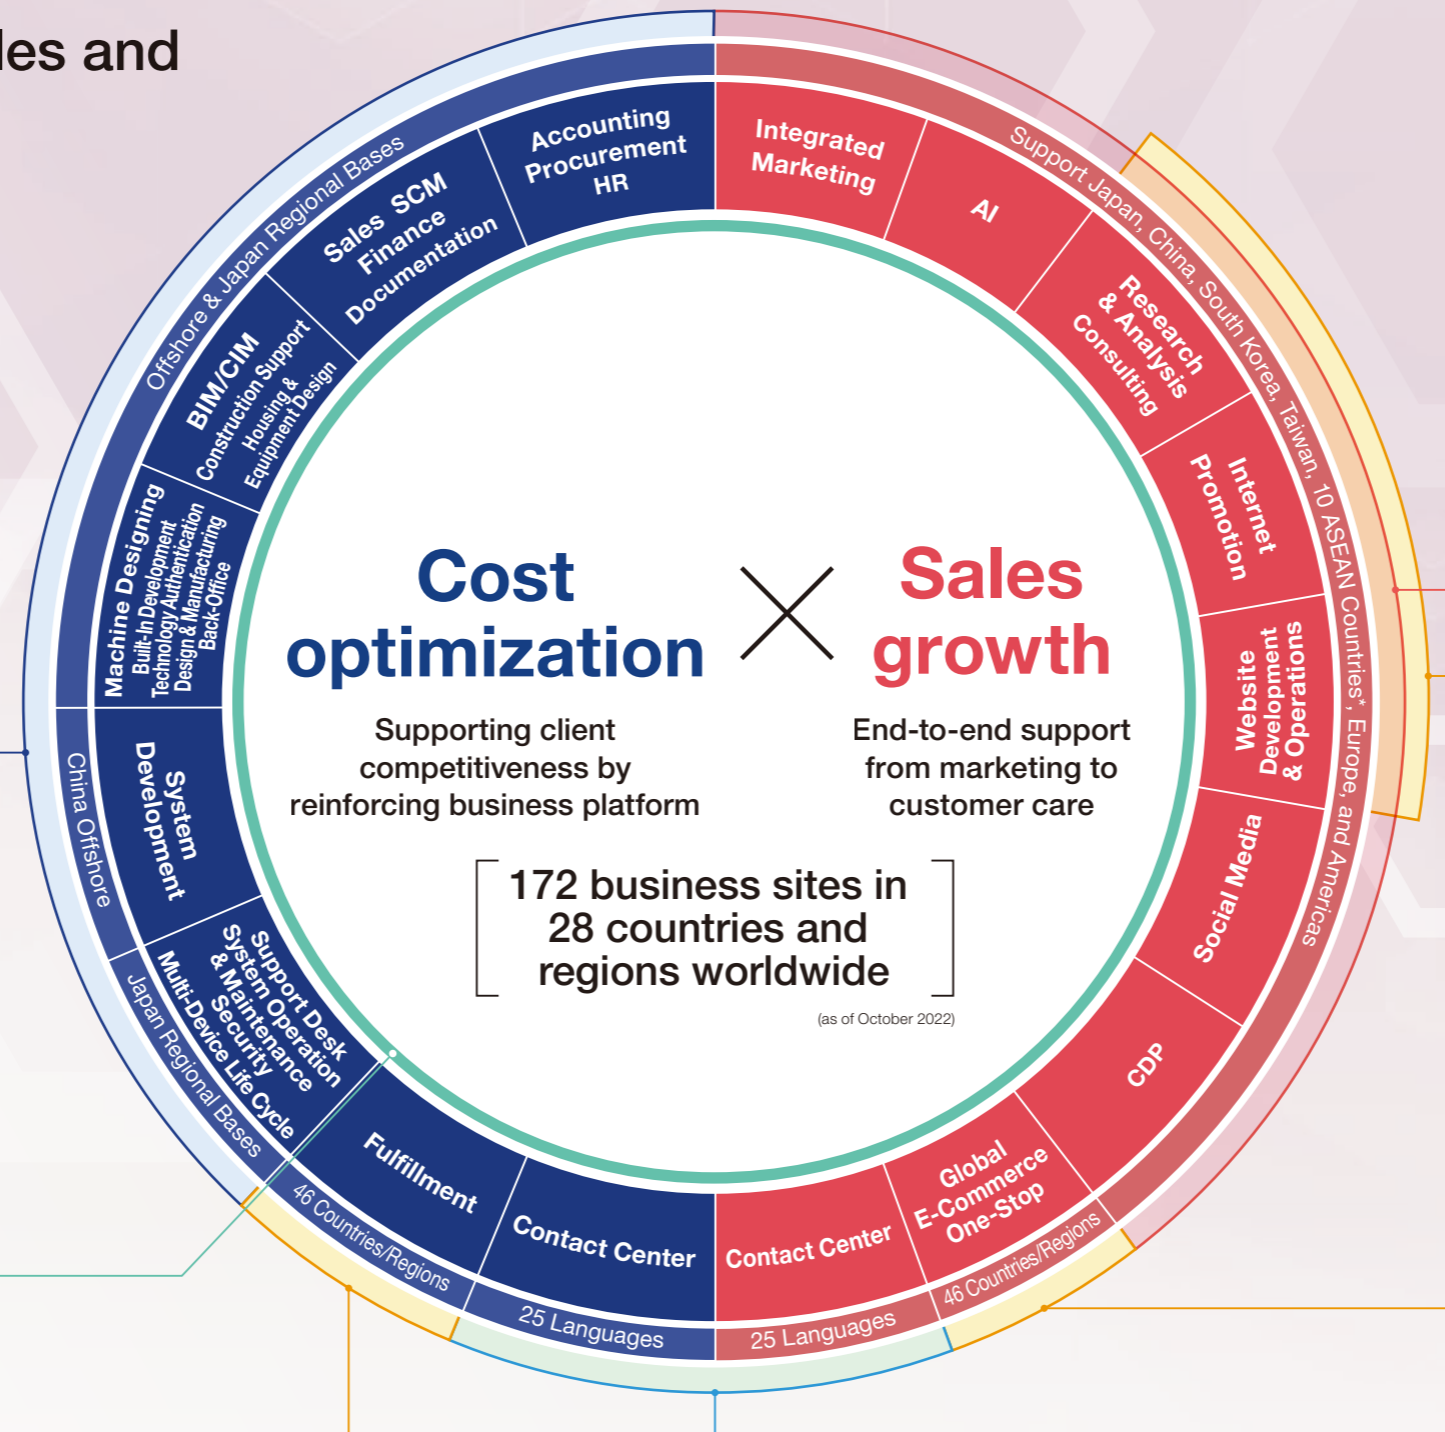 les and
Cost
optimization
Supporting client
competitiveness by
reinforcing business platform
Sales
growth
End-to-end support
from marketing to
customer care
172 business sites in
28 countries and
regions worldwide
(as of October 2022)
Integrated
Marketing
AI
Research
& Analysis
Consulting
Internet
Promotion
Website
Development
& Operations
Social Media
CDP
Global
E-Commerce
One-Stop
Contact Center
Support Japan, China, South Korea, Taiwan, 10 ASEAN Countries*, Europe, and Americas
46 Countries/Regions
25 Languages
Accounting
Procurement
HR
Sales SCM
Finance
Documentation
BIM/CIM
Construction Support
Housing &
Equipment Design
Machine Designing
Built-In Development
Technology Authentication
Design & Manufacturing
Back-Office
System
Development
Support Desk
System Operation
& Maintenance
Security
Multi-Device Life Cycle
Fulfillment
Contact Center
Offshore & Japan Regional Bases
China Offshore
Japan Regional Bases
46 Countries/Regions
25 Languages